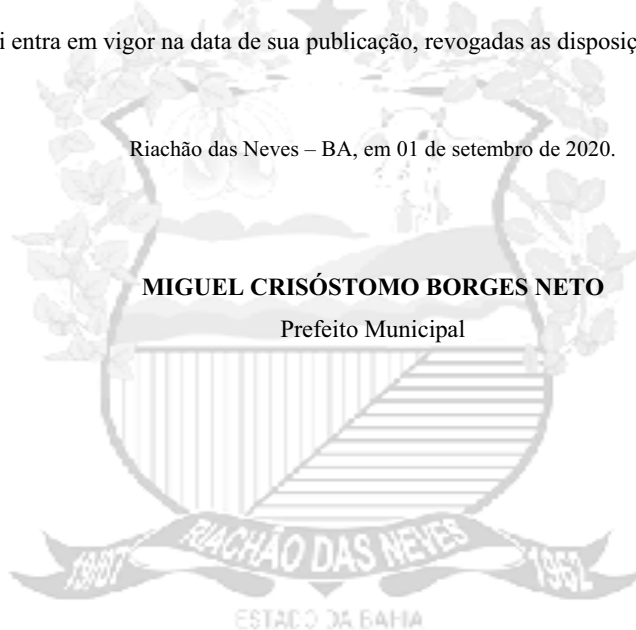 i entra em vigor na data de sua publicação, revogadas as disposiç
Riachão das Neves – BA, em 01 de setembro de 2020.
MIGUEL CRISÓSTOMO BORGES NETO
Prefeito Municipal
RIACHÃO DAS NEVES
1962
ESTADO DA BAHIA